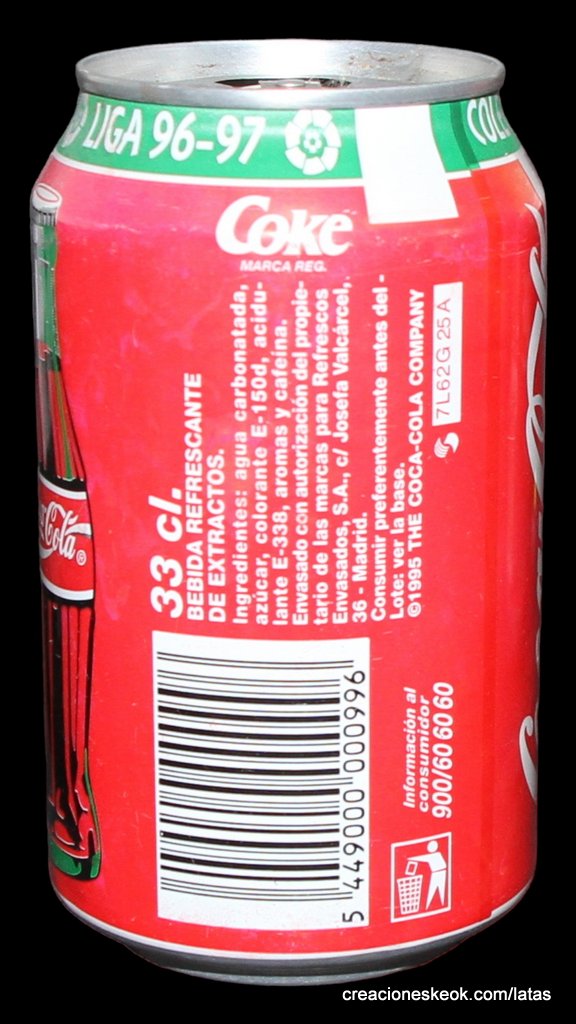 LIGA 96-97
Coke
MARCA REG.
33 cl.
BEBIDA REFRESCANTE
DE EXTRACTOS.
Ingredientes: agua carbonatada,
azúcar, colorante E-150d, acidu-
lante E-338, aromas y cafeína.
Envasado con autorización del propie-
tario de las marcas para Refrescos
Envasados, S.A., c/ Josefa Valcárcel,
36 - Madrid.
Consumir preferentemente antes del -
Lote: ver la base.
©1995 THE COCA-COLA COMPANY
7L62G 25A
Información al
consumidor
900/60 60 60
5 449000 000996
Cola®
creacioneskeok.com/latas